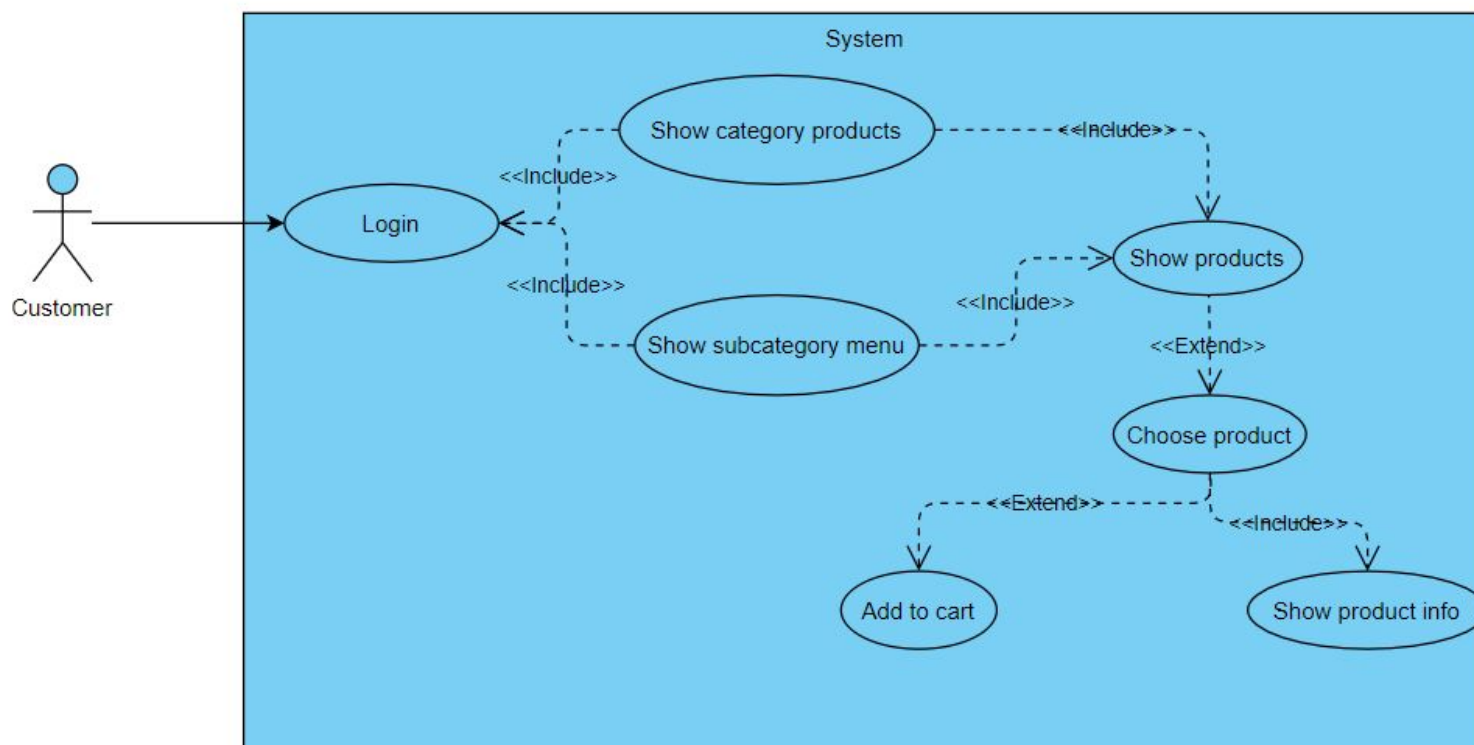 System
Show category products
<<Include>>
<<Include>>
Login
Customer
<<Include>>
Show products
<<Include>>
Show subcategory menu
<<Extend>>
Choose product
<<Extend>>
<<Include>>
Add to cart
Show product info